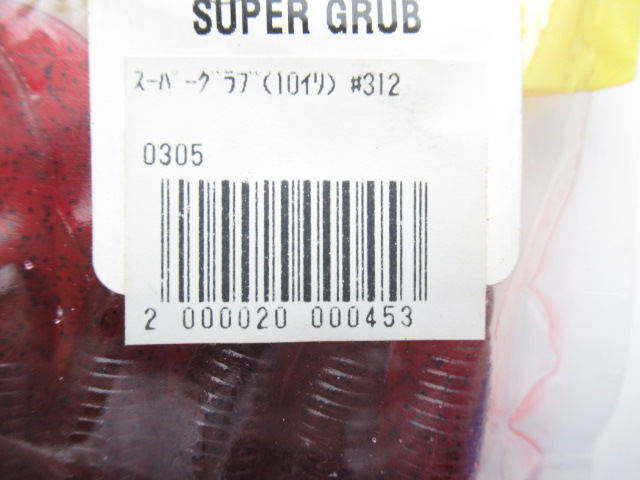 SUPER GRUB
ｽｰﾊﾟｰｸﾞﾗﾌﾞ(10ｲﾘ) #312
0305
2 000020 000453